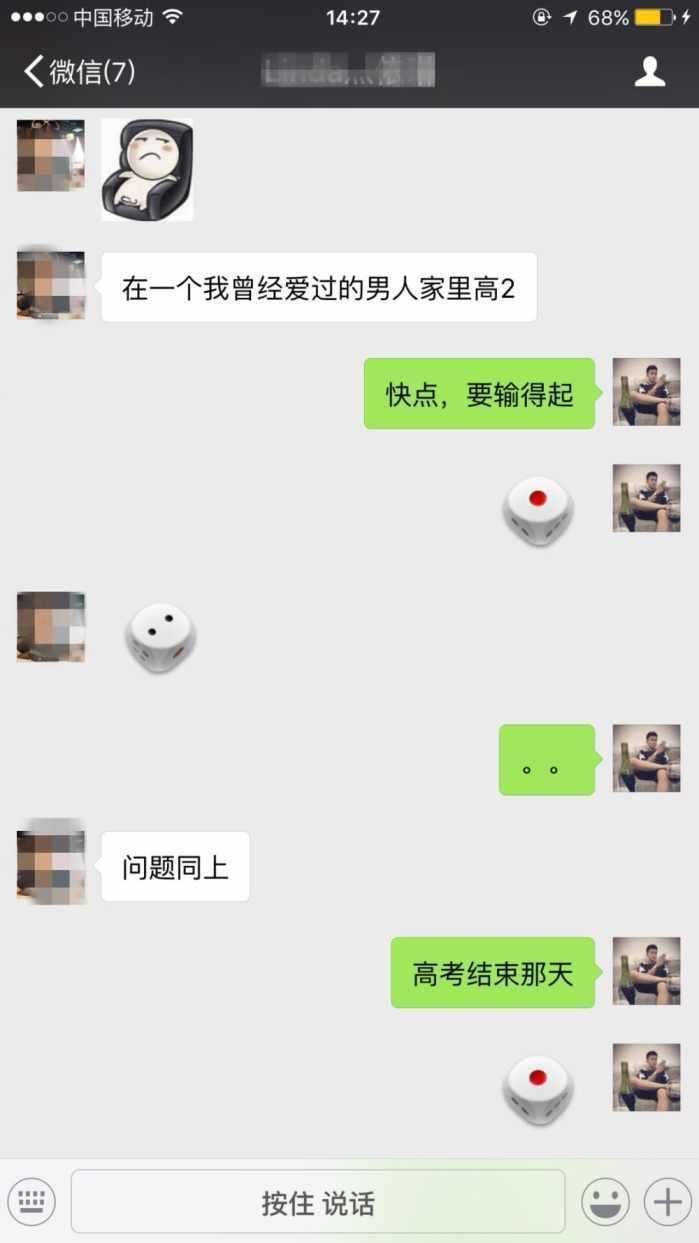 中国移动
14:27
68%
微信(7)
在一个我曾经爱过的男人家里高2
快点，要输得起
。。
问题同上
高考结束那天
按住 说话